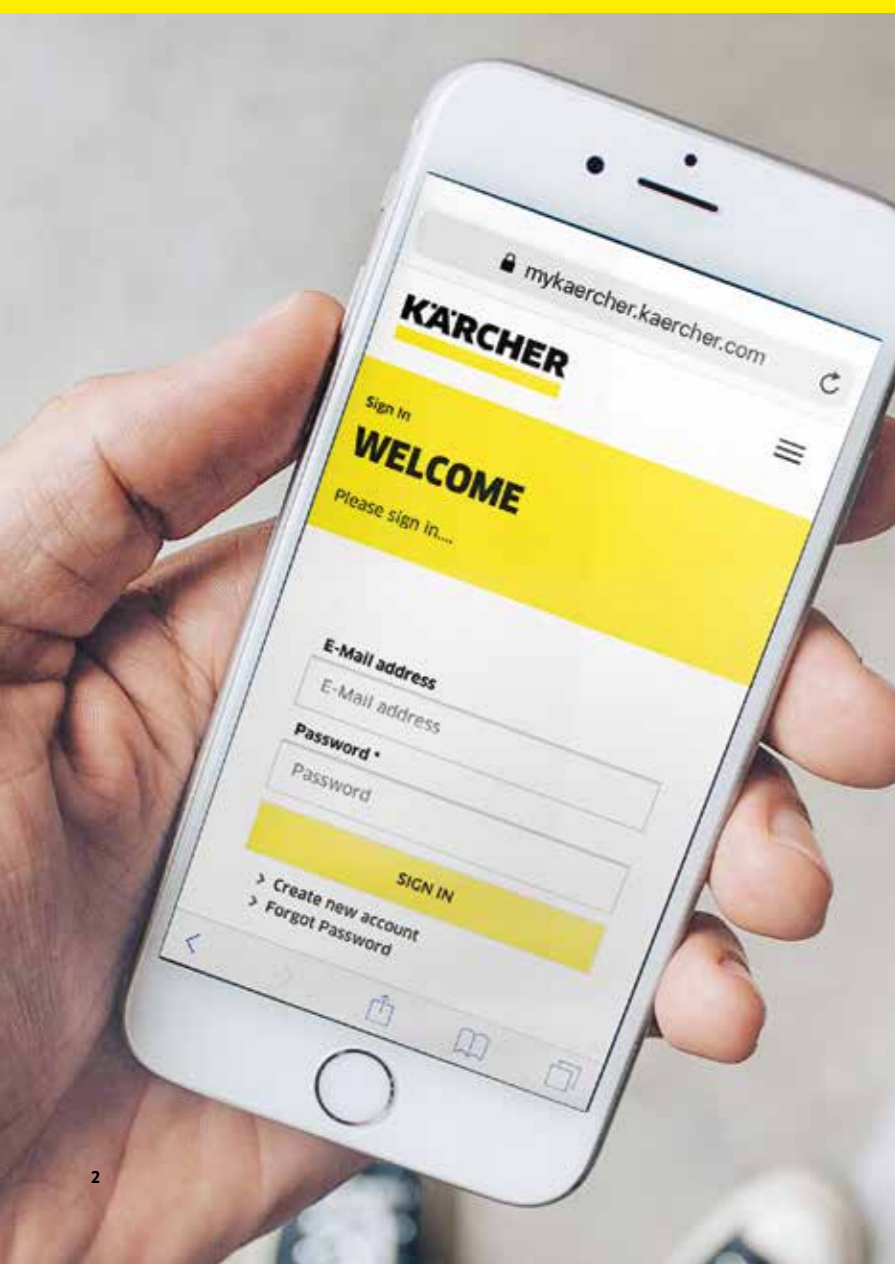 mykaercher.kaercher.com
KÄRCHER
Sign In
WELCOME
Please sign in....
E-Mail address
E-Mail address
Password *
Password
SIGN IN
> Create new account
> Forgot Password
2